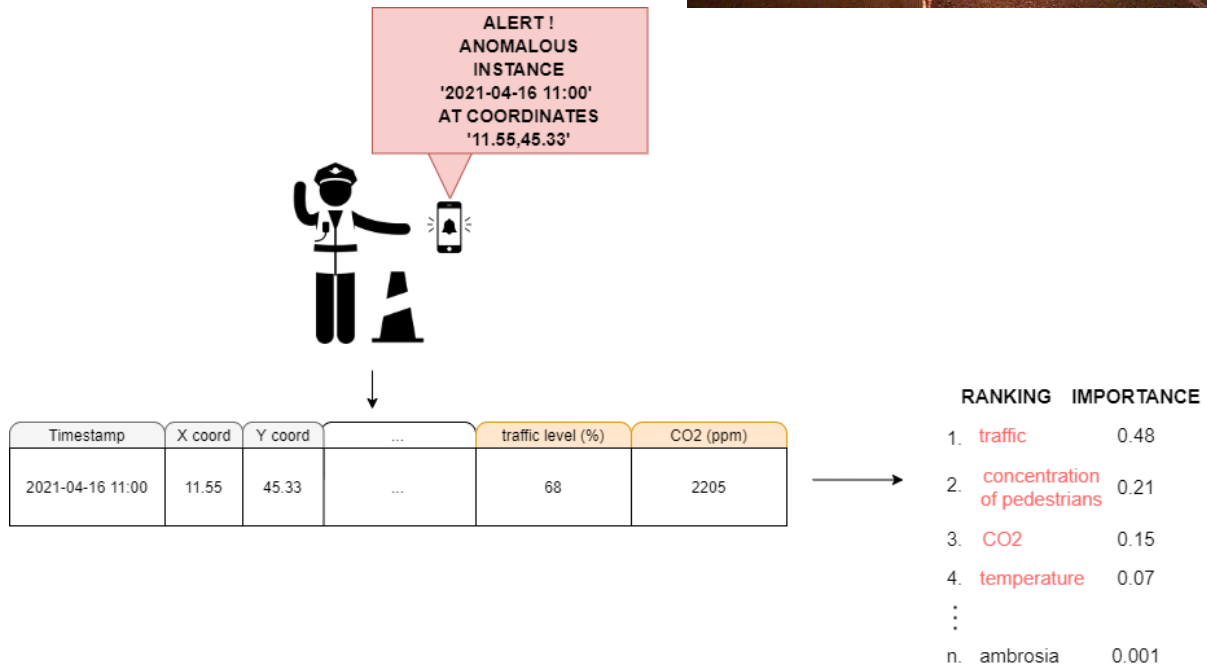 ALERT !
ANOMALOUS
INSTANCE
'2021-04-16 11:00'
AT COORDINATES
'11.55,45.33'
Timestamp X coord Y coord ... traffic level (%) CO2 (ppm)
2021-04-16 11:00 11.55 45.33 ... 68 2205
RANKING IMPORTANCE
1. traffic 0.48
2. concentration of pedestrians 0.21
3. CO2 0.15
4. temperature 0.07
n. ambrosia 0.001